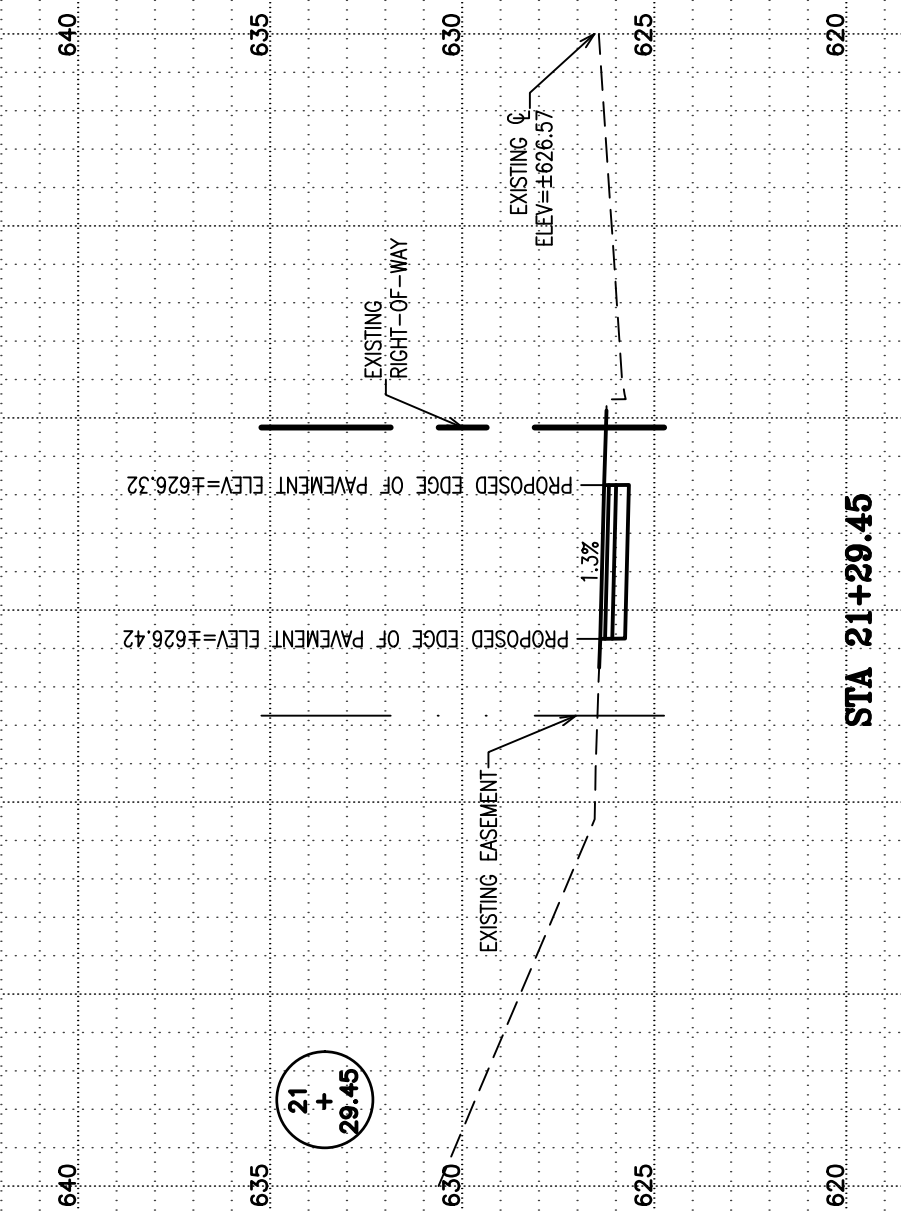 640
635
630
625
620
EXISTING ℄
ELEV=±626.57
EXISTING
RIGHT-OF-WAY
PROPOSED EDGE OF PAVEMENT ELEV=±626.32
1.3%
PROPOSED EDGE OF PAVEMENT ELEV=±626.42
EXISTING EASEMENT
21
+
29.45
640
635
630
625
620
STA 21+29.45